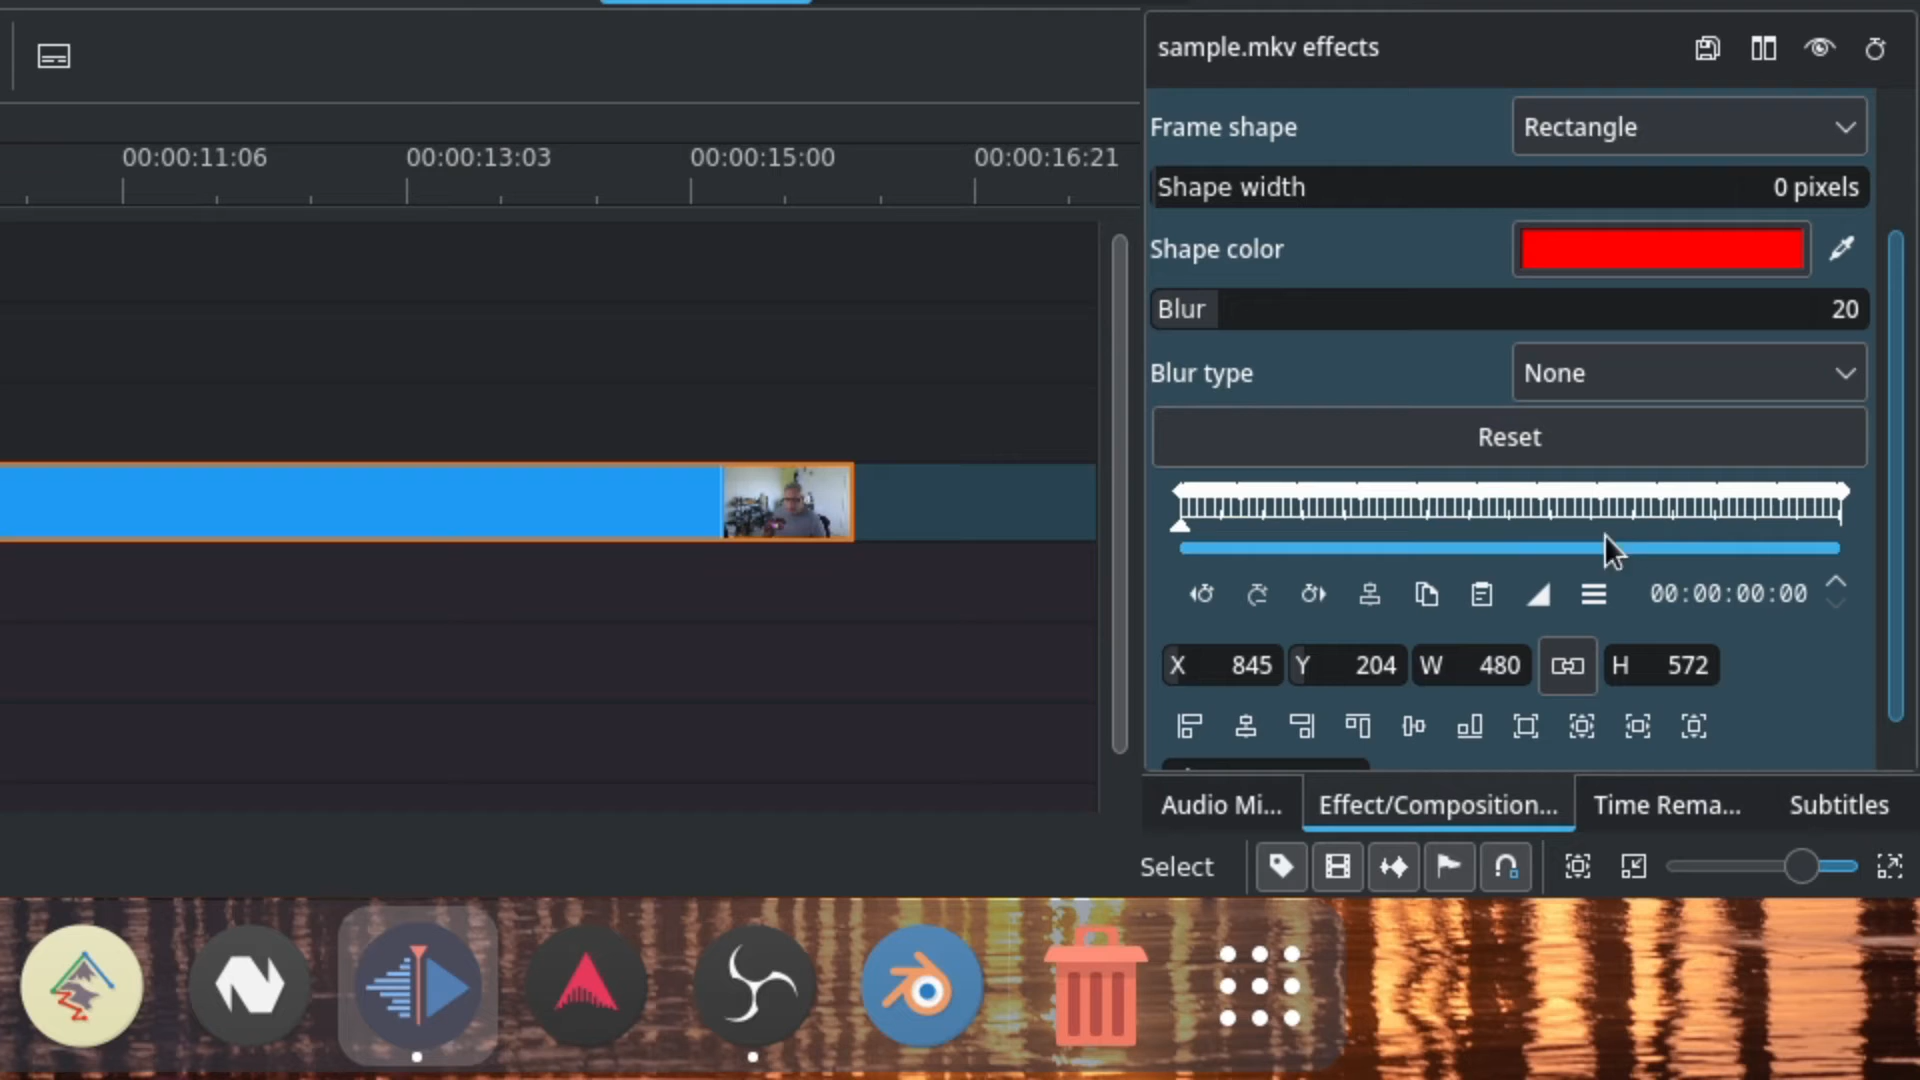 sample.mkv effects
Frame shape Rectangle
00:00:11:06 00:00:13:03 00:00:15:00 00:00:16:21
Shape width 0 pixels
Shape color
Blur 20
Blur type None
Reset
00:00:00:00
X 845 Y 204 W 480 H 572
Audio Mi... Effect/Composition... Time Rema... Subtitles
Select